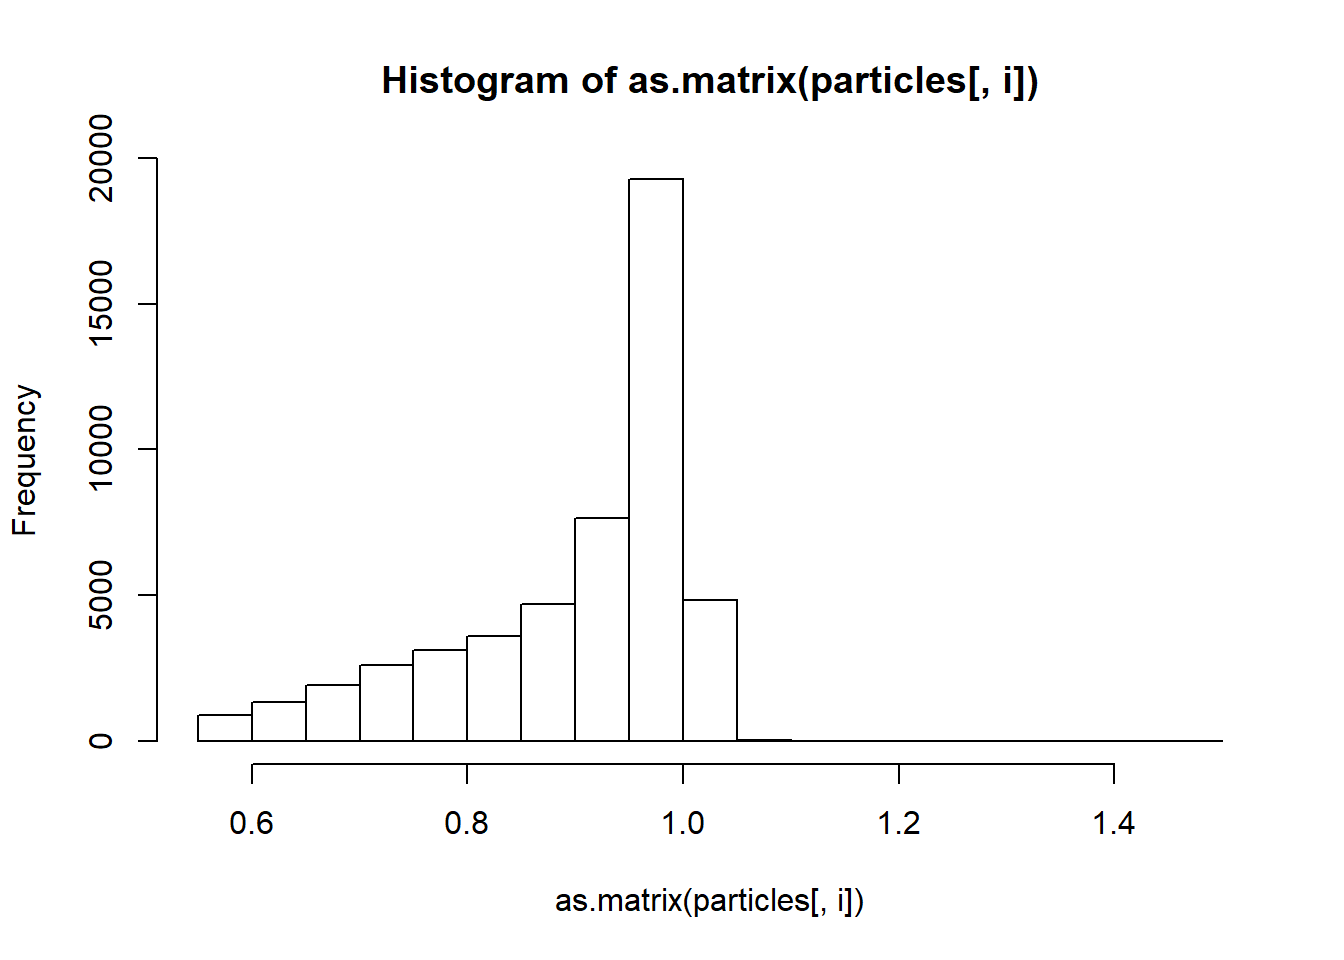 Histogram of as.matrix(particles[, i])
Frequency
20000
15000
10000
5000
0
0.6 0.8 1.0 1.2 1.4
as.matrix(particles[, i])